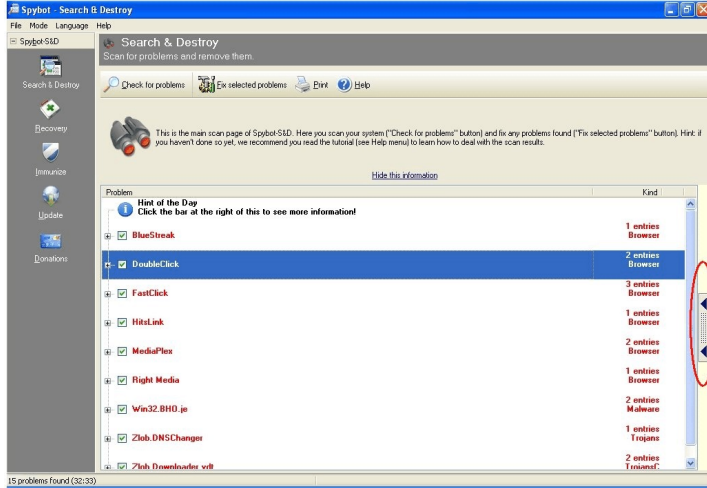 Spybot - Search & Destroy
File Mode Language Help
Spybot-S&D
Search & Destroy
Scan for problems and remove them.
Search & Destroy
Check for problems Fix selected problems Print Help
Recovery
This is the main scan page of Spybot-S&D. Here you scan your system ("Check for problems" button) and fix any problems found ("Fix selected problems" button). Hint: if
you haven't done so yet, we recommend you read the tutorial (see Help menu) to learn how to deal with the scan results.
Immunize
Hide this information
Update
Donations
Problem Kind
Hint of the Day
Click the bar at the right of this to see more information!
BlueStreak 1 entries
Browser
DoubleClick 2 entries
Browser
FastClick 3 entries
Browser
HitsLink 1 entries
Browser
MediaPlex 2 entries
Browser
Right Media 1 entries
Browser
Win32.BHO.je 2 entries
Malware
Zlob.DNSChanger 1 entries
Trojans
Zlob.Downloader.vdt 2 entries
TrojansC
15 problems found (32:33)